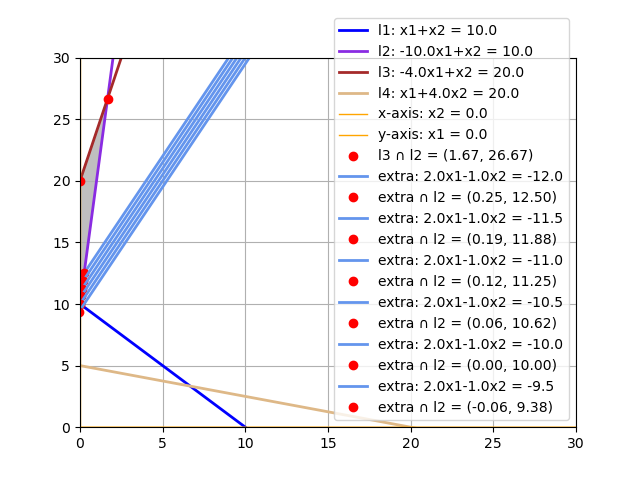 l1: x1+x2 = 10.0
l2: -10.0x1+x2 = 10.0
l3: -4.0x1+x2 = 20.0
l4: x1+4.0x2 = 20.0
x-axis: x2 = 0.0
y-axis: x1 = 0.0
l3 ∩ l2 = (1.67, 26.67)
extra: 2.0x1-1.0x2 = -12.0
extra ∩ l2 = (0.25, 12.50)
extra: 2.0x1-1.0x2 = -11.5
extra ∩ l2 = (0.19, 11.88)
extra: 2.0x1-1.0x2 = -11.0
extra ∩ l2 = (0.12, 11.25)
extra: 2.0x1-1.0x2 = -10.5
extra ∩ l2 = (0.06, 10.62)
extra: 2.0x1-1.0x2 = -10.0
extra ∩ l2 = (0.00, 10.00)
extra: 2.0x1-1.0x2 = -9.5
extra ∩ l2 = (-0.06, 9.38)
30
25
20
15
10
5
0
0 5 10 15 20 25 30